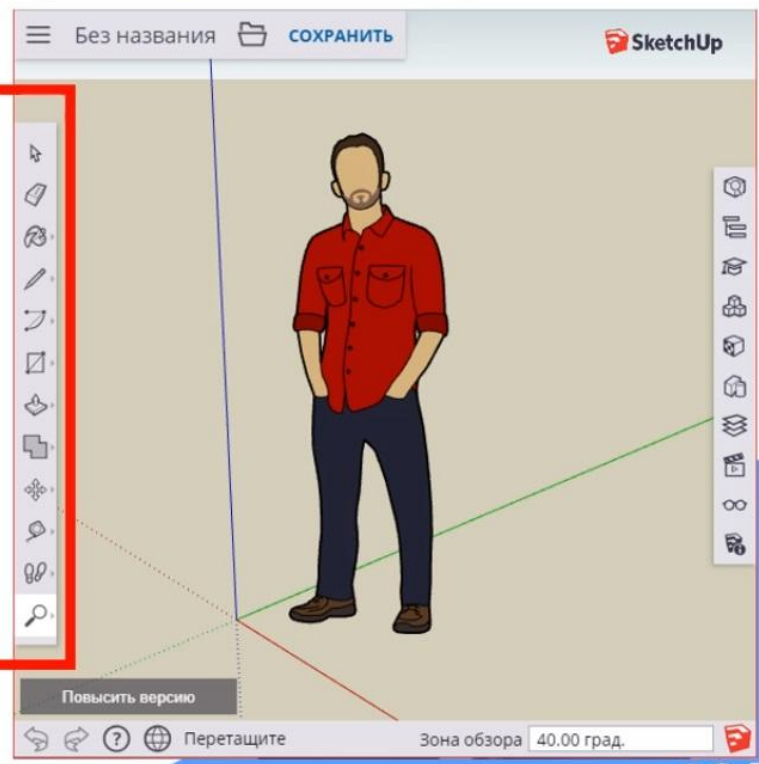 Без названия СОХРАНИТЬ
SketchUp
Повысить версию
Перетащите Зона обзора 40.00 град.